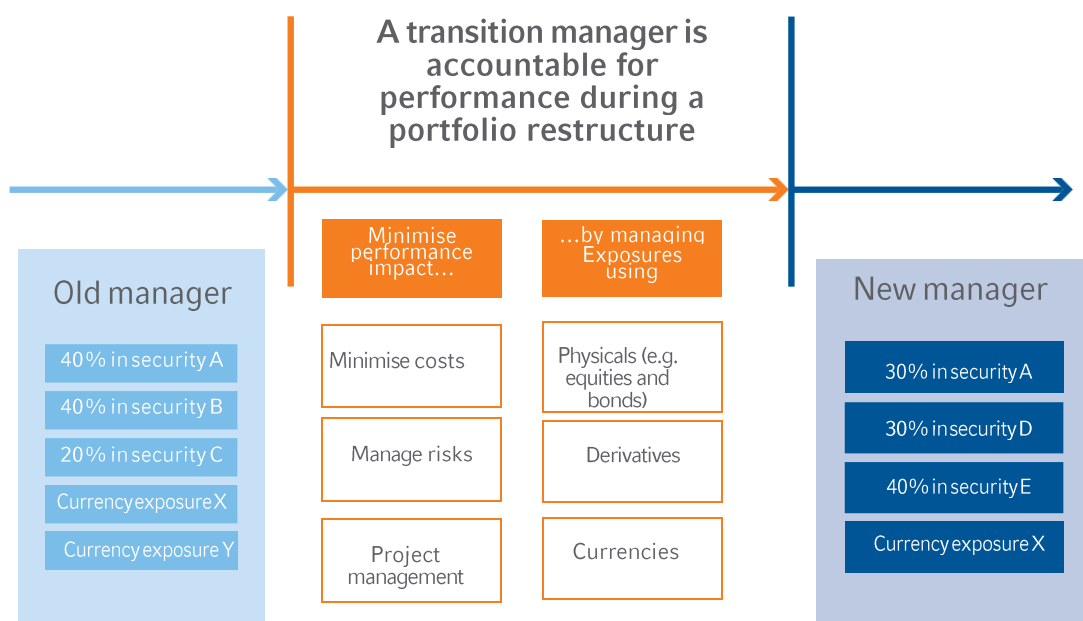 A transition manager is
accountable for
performance during a
portfolio restructure
Old manager
40% in security A
40% in security B
20% in security C
Currency exposure X
Currency exposure Y
Minimise
performance
impact...
Minimise costs
Manage risks
Project
management
...by managing
Exposures
using
Physicals (e.g.
equities and
bonds)
Derivatives
Currencies
New manager
30% in security A
30% in security D
40% in security E
Currency exposure X